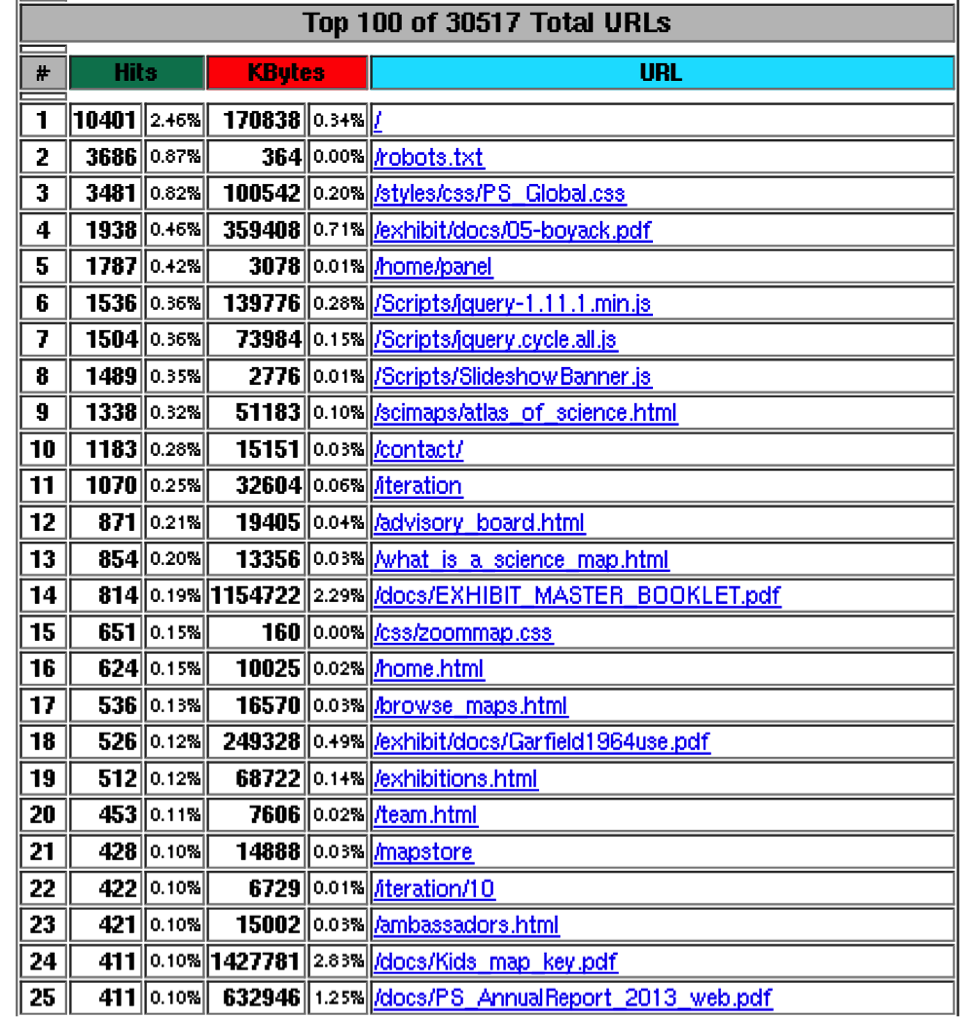 Top 100 of 30517 Total URLs
# Hits KBytes URL
1 10401 2.46% 170838 0.34% /
2 3686 0.87% 364 0.00% /robots.txt
3 3481 0.82% 100542 0.20% /styles/css/PS_Global.css
4 1938 0.46% 359408 0.71% /exhibit/docs/05-boyack.pdf
5 1787 0.42% 3078 0.01% /home/panel
6 1536 0.36% 139776 0.28% /Scripts/jquery-1.11.1.min.js
7 1504 0.36% 73984 0.15% /Scripts/jquery.cycle.all.js
8 1489 0.35% 2776 0.01% /Scripts/SlideshowBanner.js
9 1338 0.32% 51183 0.10% /scimaps/atlas_of_science.html
10 1183 0.28% 15151 0.03% /contact/
11 1070 0.25% 32604 0.06% /iteration
12 871 0.21% 19405 0.04% /advisory_board.html
13 854 0.20% 13356 0.03% /what_is_a_science_map.html
14 814 0.19% 1154722 2.29% /docs/EXHIBIT_MASTER_BOOKLET.pdf
15 651 0.15% 160 0.00% /css/zoommap.css
16 624 0.15% 10025 0.02% /home.html
17 536 0.13% 16570 0.03% /browse_maps.html
18 526 0.12% 249328 0.49% /exhibit/docs/Garfield1964use.pdf
19 512 0.12% 68722 0.14% /exhibitions.html
20 453 0.11% 7606 0.02% /team.html
21 428 0.10% 14888 0.03% /mapstore
22 422 0.10% 6729 0.01% /iteration/10
23 421 0.10% 15002 0.03% /ambassadors.html
24 411 0.10% 1427781 2.83% /docs/Kids_map_key.pdf
25 411 0.10% 632946 1.25% /docs/PS_AnnualReport_2013_web.pdf